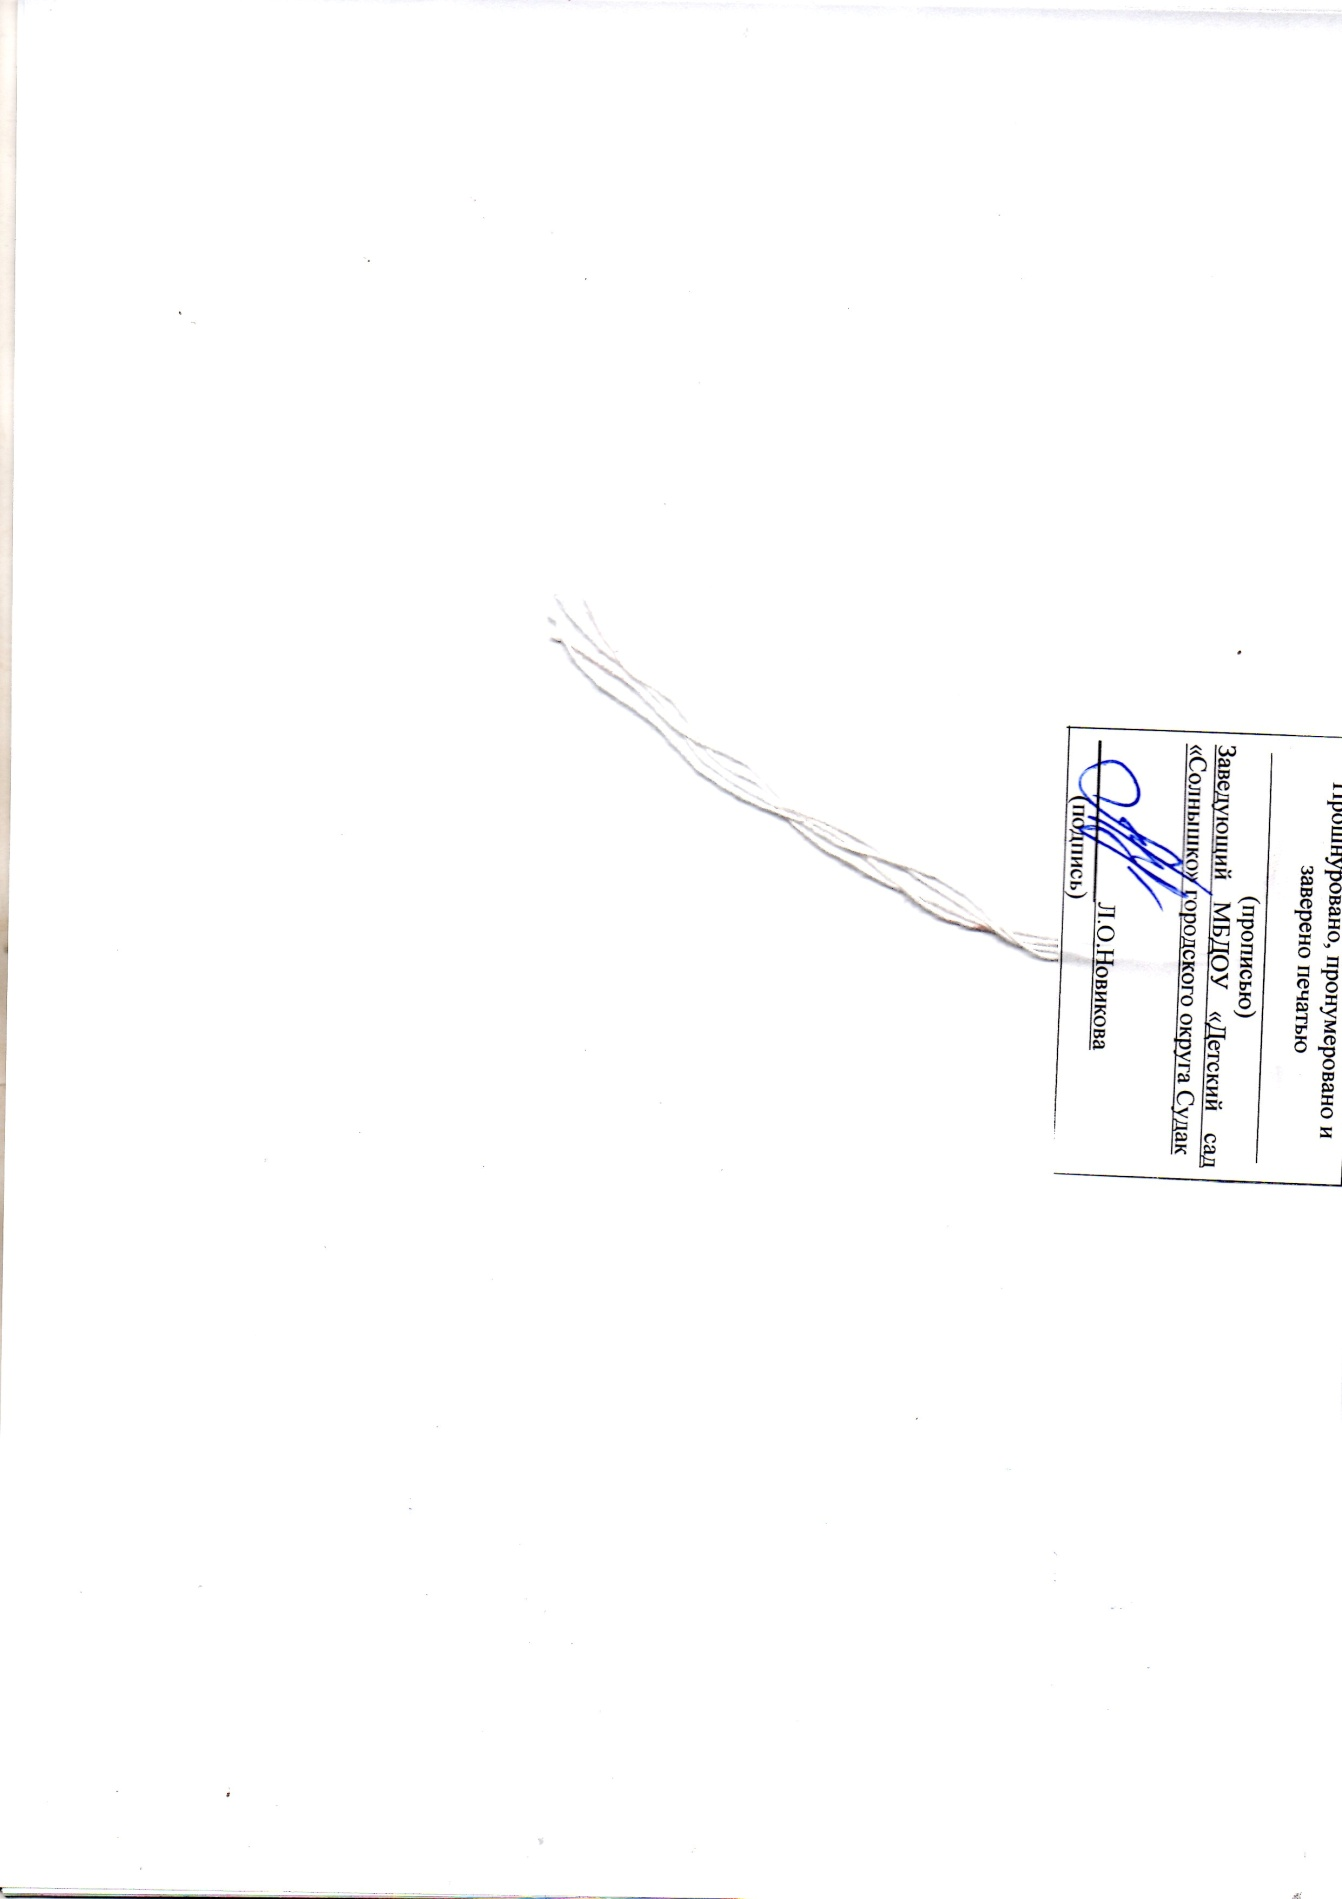 Прошнуровано, пронумеровано и
заверено печатью
(прописью)
Заведующий МБДОУ «Детский сад
«Солнышко» городского округа Судак
Л.О.Новикова
(подпись)